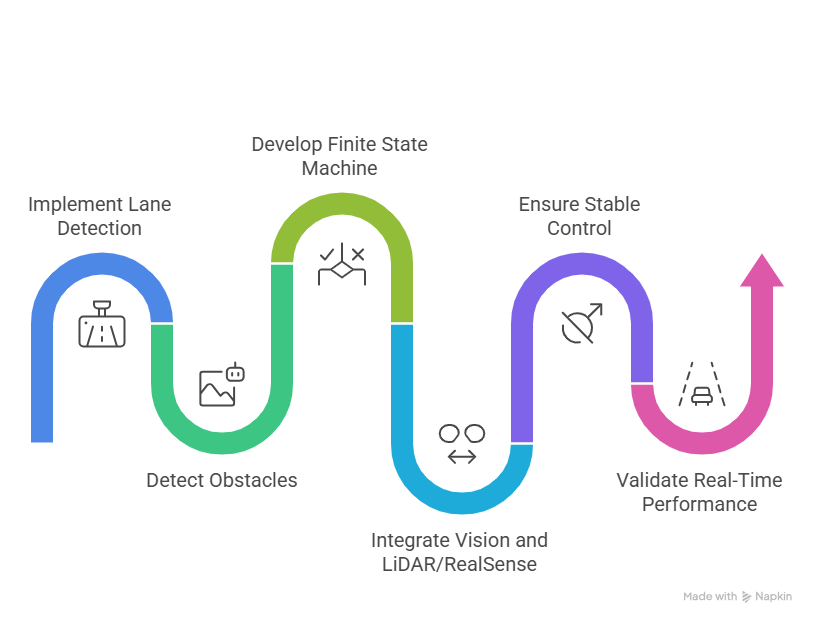 Implement Lane
Detection
Detect Obstacles
Develop Finite State
Machine
Integrate Vision and
LiDAR/RealSense
Ensure Stable
Control
Validate Real-Time
Performance
Made with Napkin